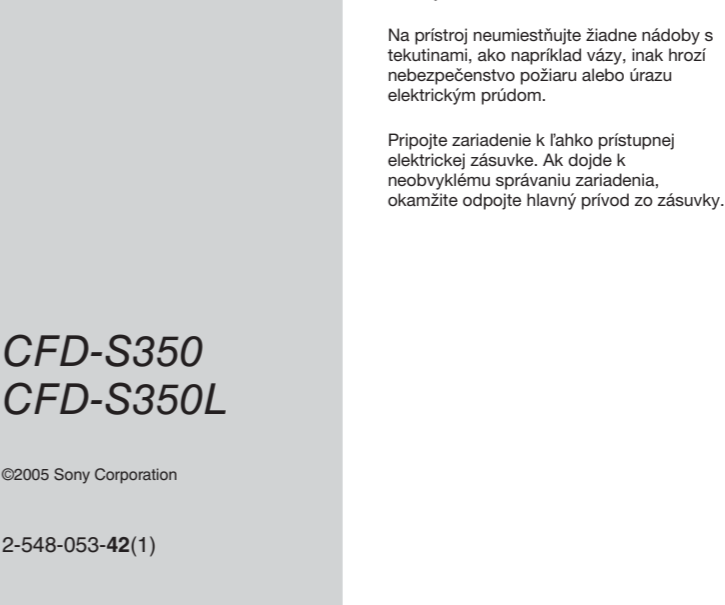 CFD-S350
CFD-S350L
©2005 Sony Corporation
2-548-053-42(1)
Na prístroj neumiestňujte žiadne nádoby s
tekutinami, ako napríklad vázy, inak hrozí
nebezpečenstvo požiaru alebo úrazu
elektrickým prúdom.
Pripojte zariadenie k ľahko prístupnej
elektrickej zásuvke. Ak dojde k
neobvyklému správaniu zariadenia,
okamžite odpojte hlavný prívod zo zásuvky.